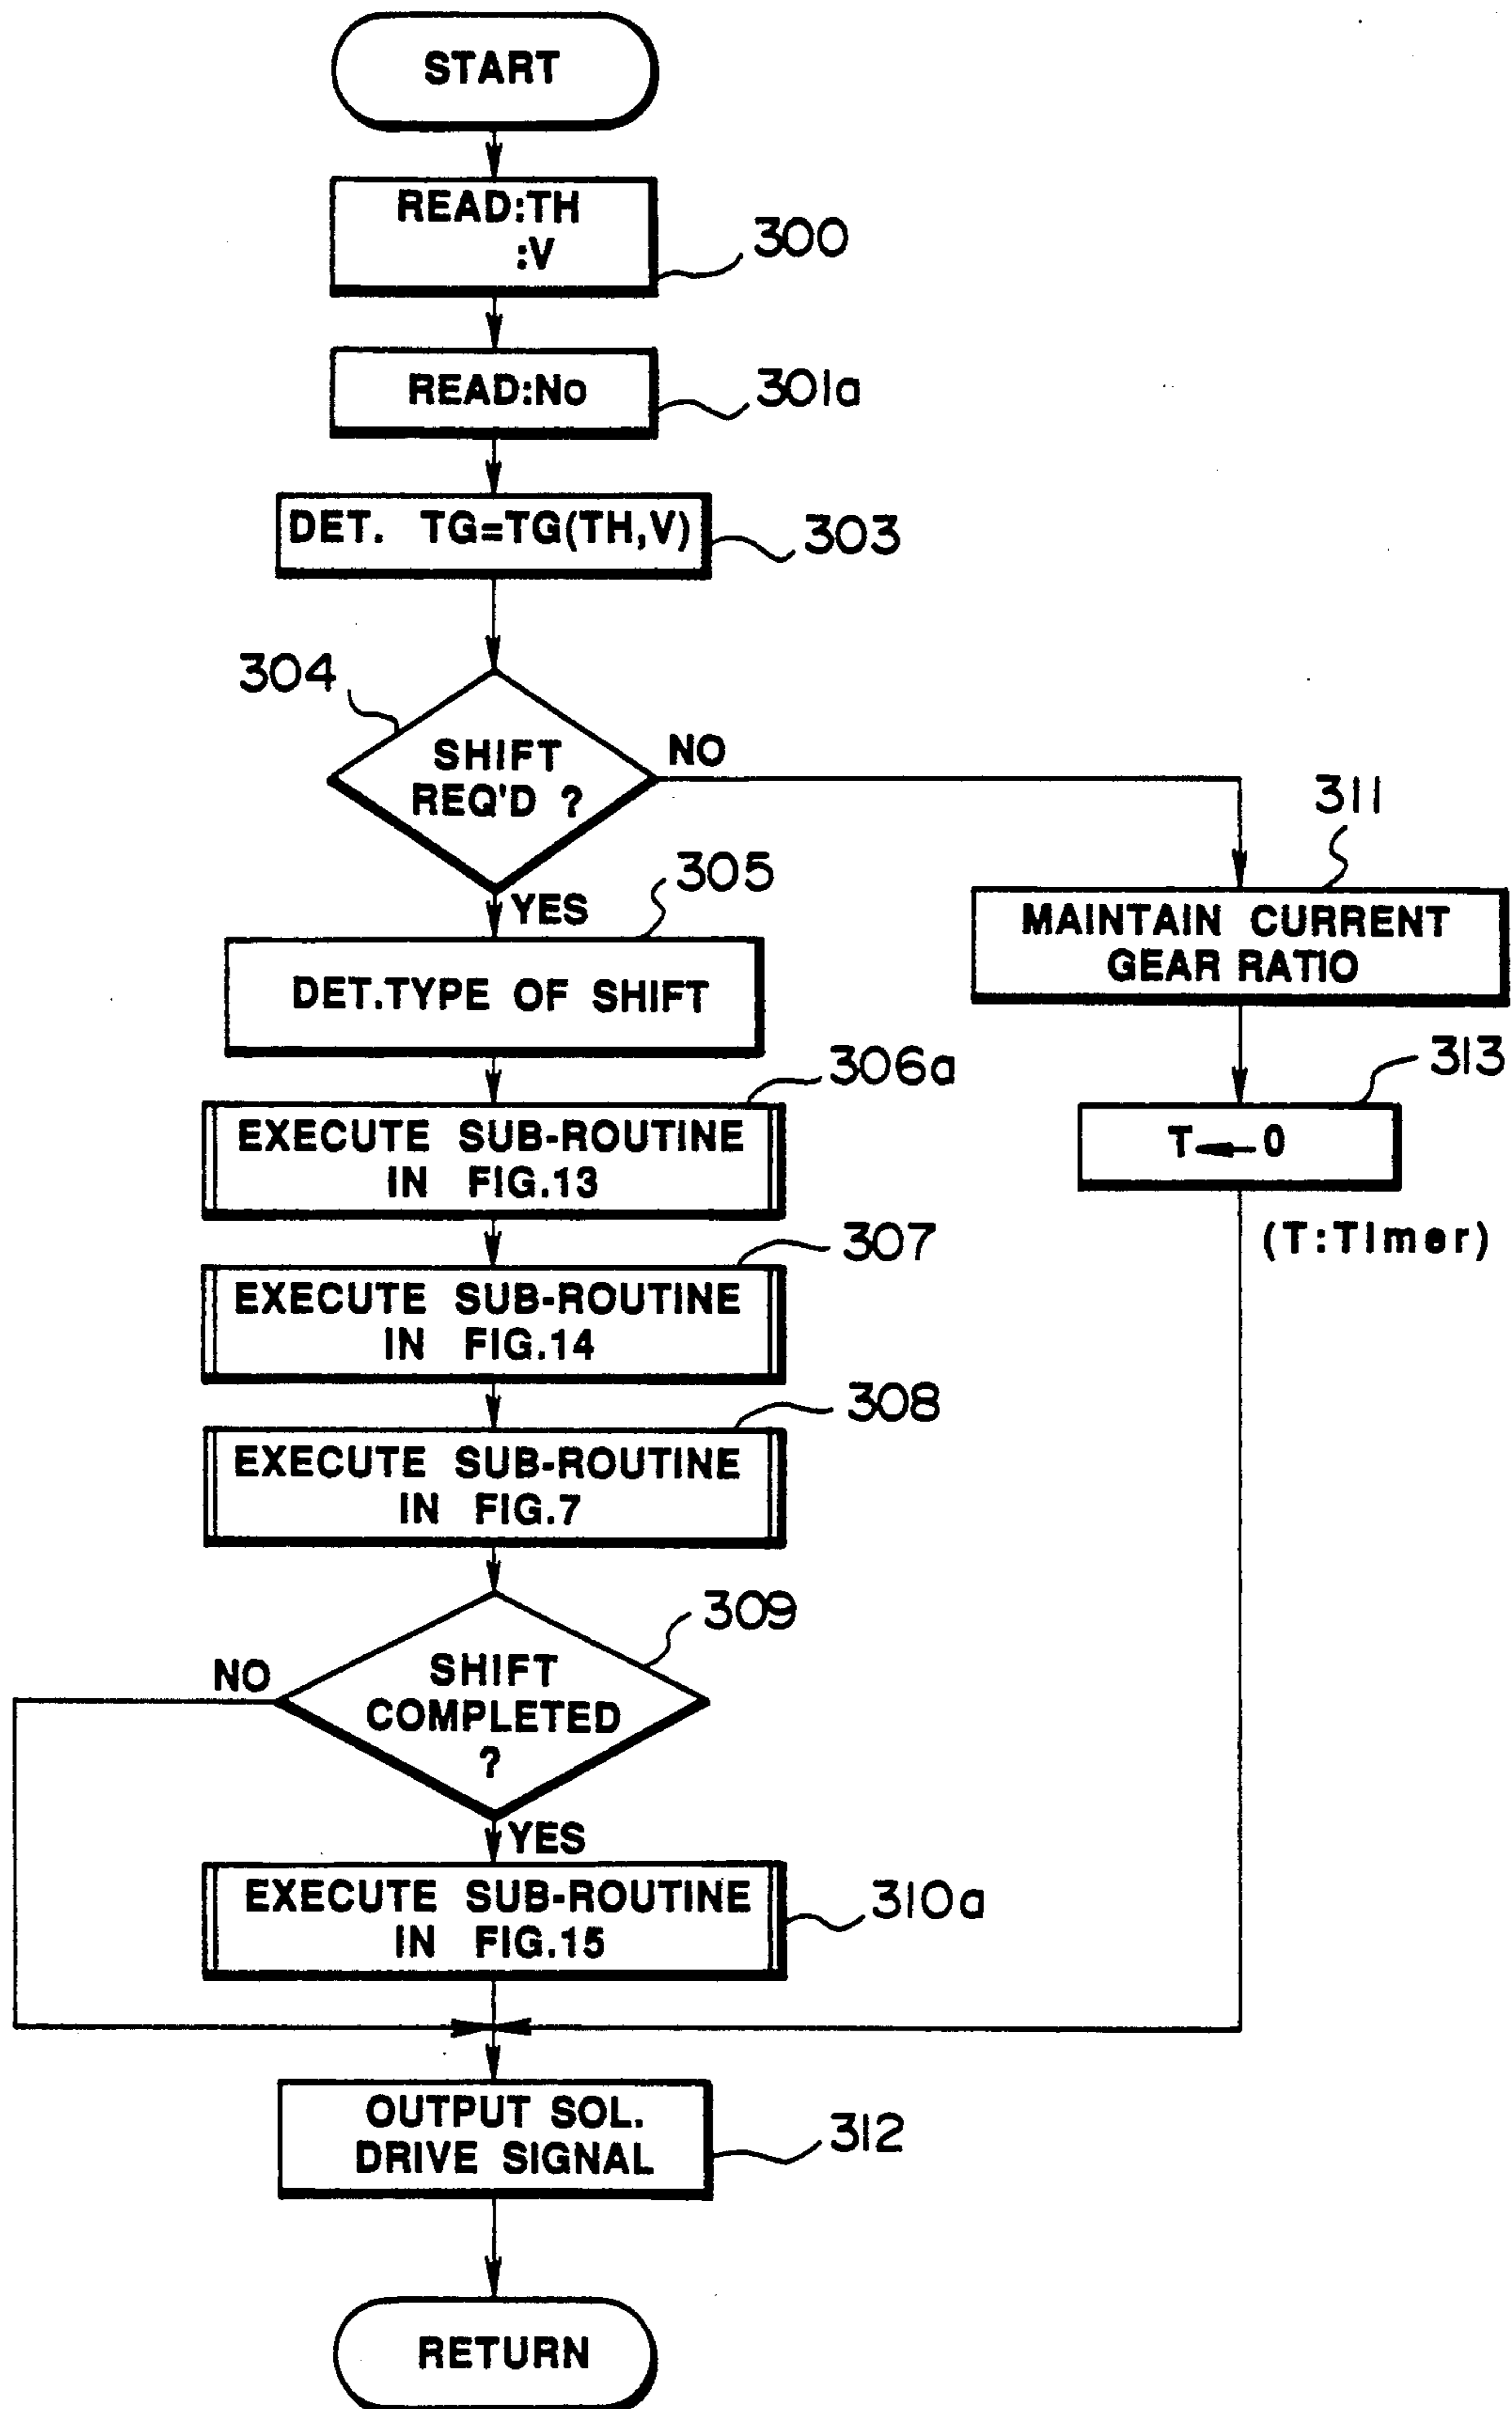 START
READ:TH
:V
300
READ:No
301a
DET. TG=TG(TH,V)
303
304
SHIFT
REQ'D ?
NO
YES
305
DET.TYPE OF SHIFT
311
MAINTAIN CURRENT
GEAR RATIO
306a
EXECUTE SUB-ROUTINE
IN FIG.13
313
T←0
(T:Timer)
307
EXECUTE SUB-ROUTINE
IN FIG.14
308
EXECUTE SUB-ROUTINE
IN FIG.7
309
SHIFT
COMPLETED
?
NO
YES
310a
EXECUTE SUB-ROUTINE
IN FIG.15
OUTPUT SOL.
DRIVE SIGNAL
312
RETURN